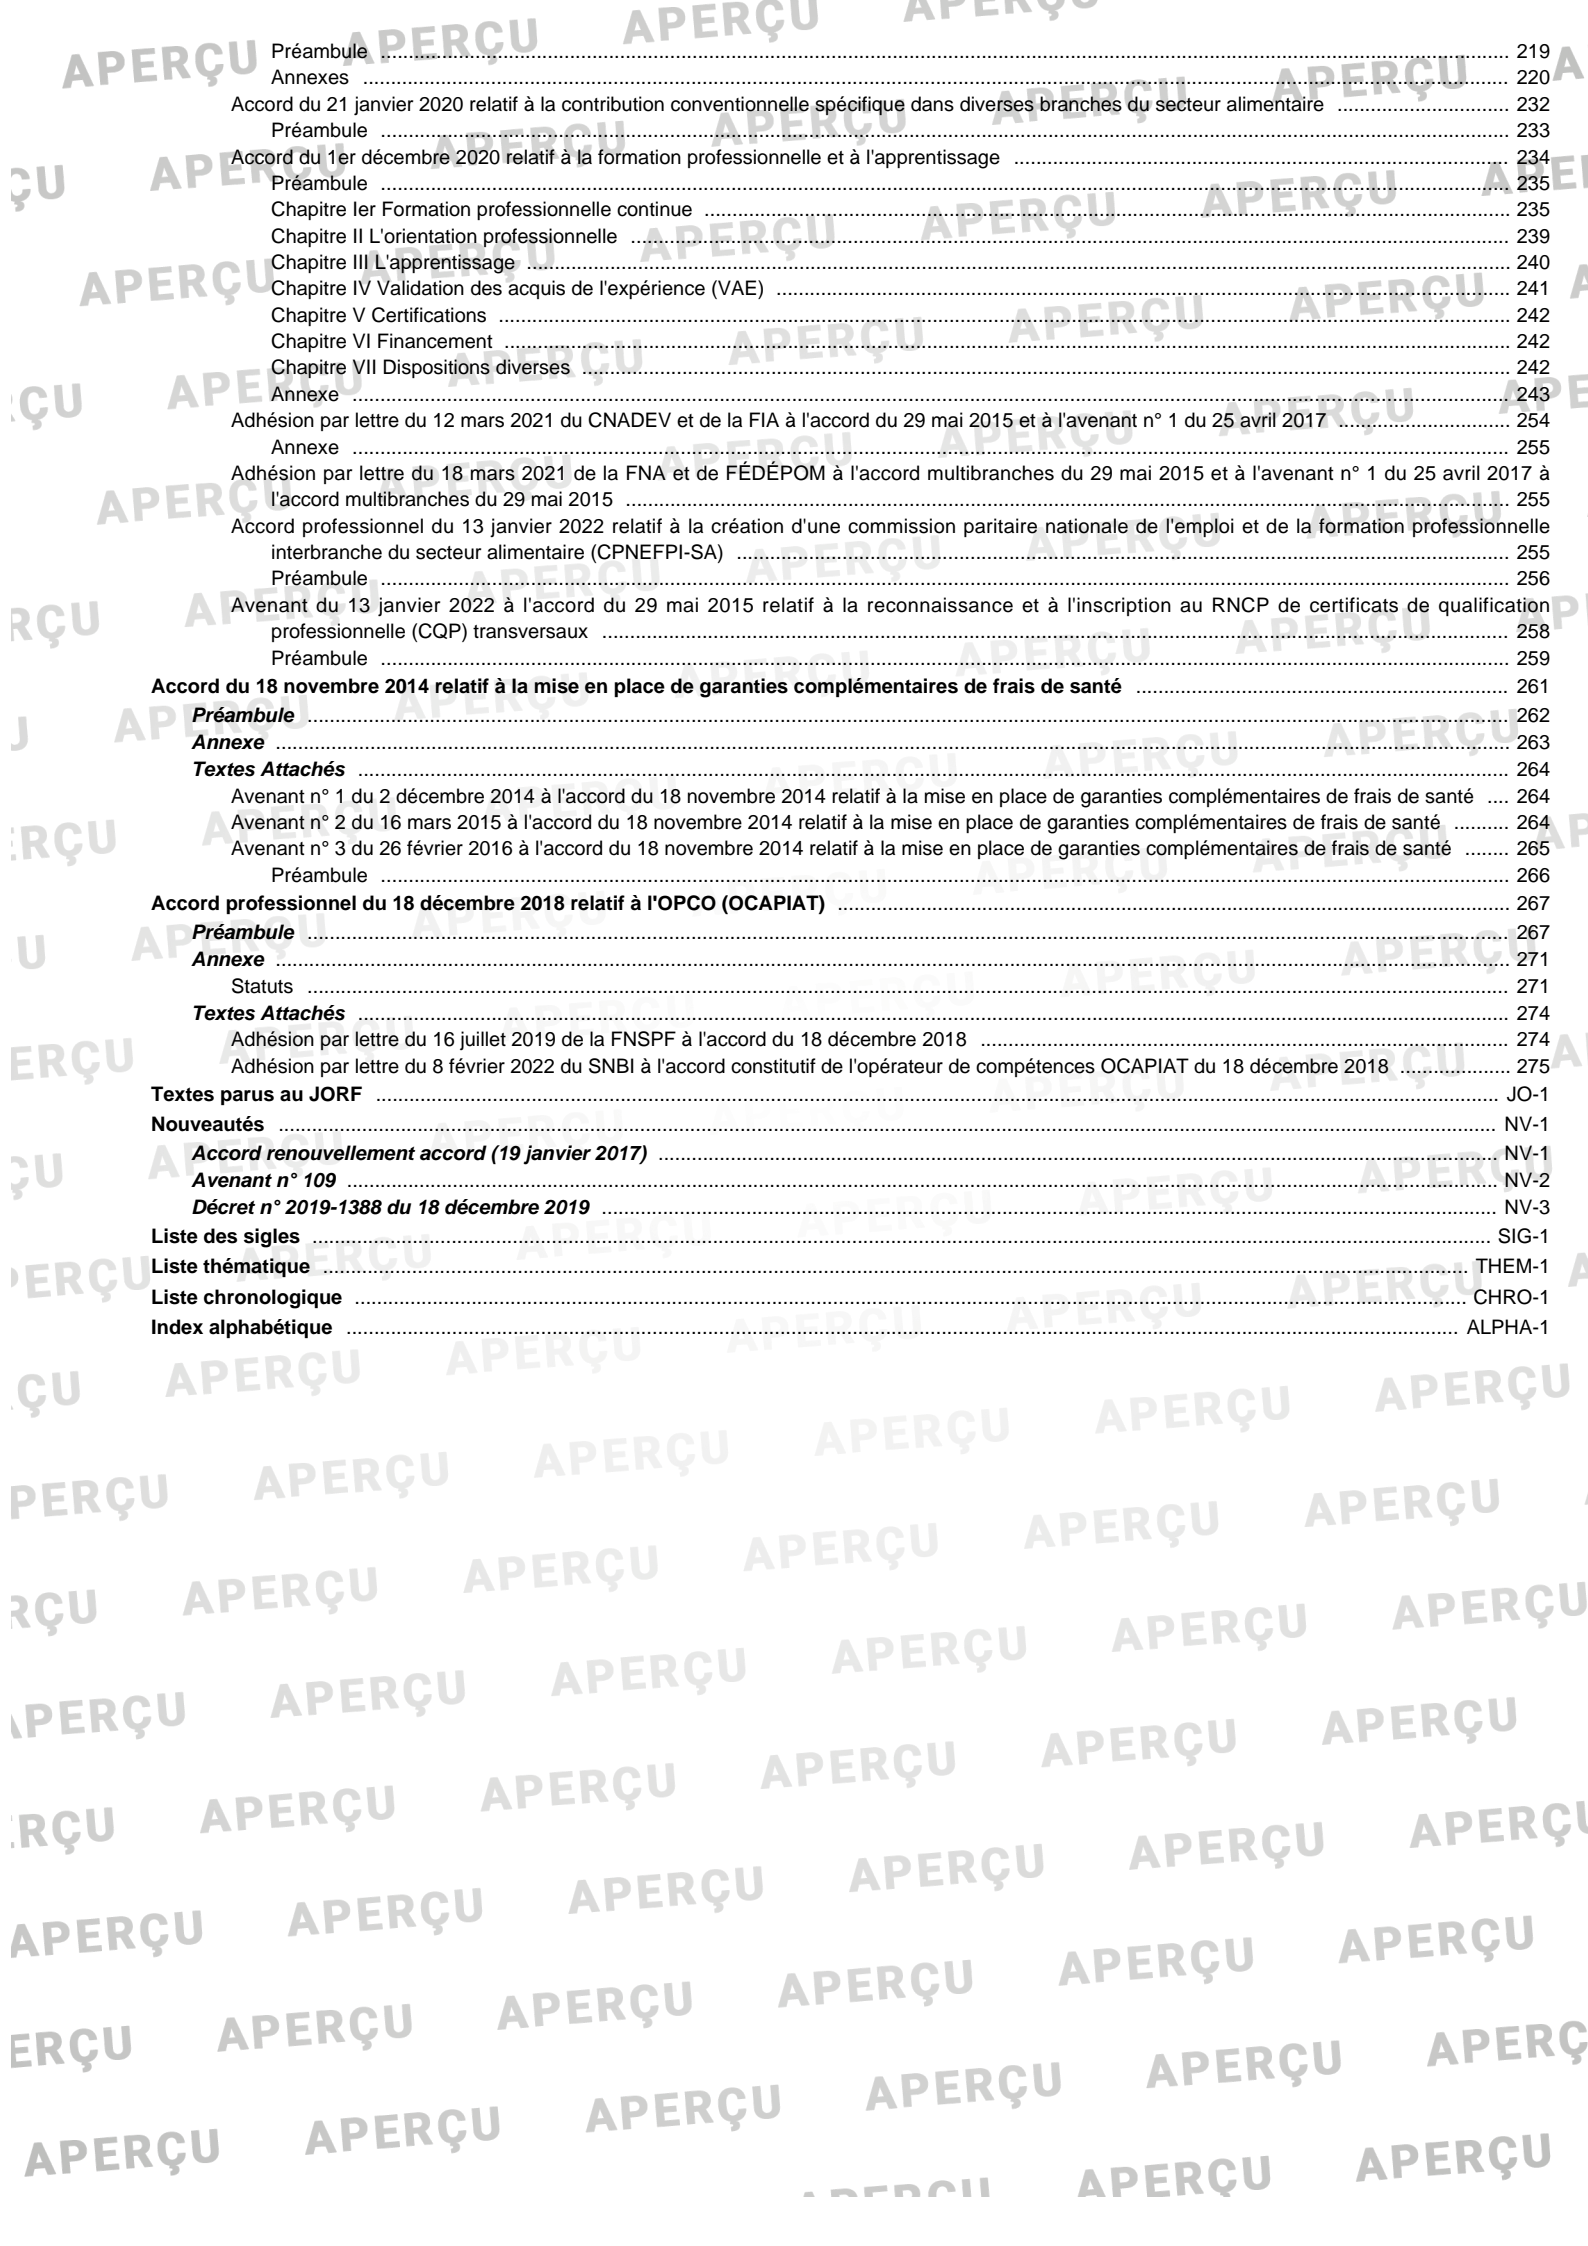 Préambule ........ 219
Annexes ........ 220
Accord du 21 janvier 2020 relatif à la contribution conventionnelle spécifique dans diverses branches du secteur alimentaire ........ 232
Préambule ........ 233
Accord du 1er décembre 2020 relatif à la formation professionnelle et à l'apprentissage ........ 234
Préambule ........ 235
Chapitre Ier Formation professionnelle continue ........ 235
Chapitre II L'orientation professionnelle ........ 239
Chapitre III L'apprentissage ........ 240
Chapitre IV Validation des acquis de l'expérience (VAE) ........ 241
Chapitre V Certifications ........ 242
Chapitre VI Financement ........ 242
Chapitre VII Dispositions diverses ........ 242
Annexe ........ 243
Adhésion par lettre du 12 mars 2021 du CNADEV et de la FIA à l'accord du 29 mai 2015 et à l'avenant n° 1 du 25 avril 2017 ........ 254
Annexe ........ 255
Adhésion par lettre du 18 mars 2021 de la FNA et de FÉDÉPOM à l'accord multibranches du 29 mai 2015 et à l'avenant n° 1 du 25 avril 2017 à
l'accord multibranches du 29 mai 2015 ........ 255
Accord professionnel du 13 janvier 2022 relatif à la création d'une commission paritaire nationale de l'emploi et de la formation professionnelle
interbranche du secteur alimentaire (CPNEFPI-SA) ........ 255
Préambule ........ 256
Avenant du 13 janvier 2022 à l'accord du 29 mai 2015 relatif à la reconnaissance et à l'inscription au RNCP de certificats de qualification
professionnelle (CQP) transversaux ........ 258
Préambule ........ 259
Accord du 18 novembre 2014 relatif à la mise en place de garanties complémentaires de frais de santé ........ 261
Préambule ........ 262
Annexe ........ 263
Textes Attachés ........ 264
Avenant n° 1 du 2 décembre 2014 à l'accord du 18 novembre 2014 relatif à la mise en place de garanties complémentaires de frais de santé .... 264
Avenant n° 2 du 16 mars 2015 à l'accord du 18 novembre 2014 relatif à la mise en place de garanties complémentaires de frais de santé ........ 264
Avenant n° 3 du 26 février 2016 à l'accord du 18 novembre 2014 relatif à la mise en place de garanties complémentaires de frais de santé ........ 265
Préambule ........ 266
Accord professionnel du 18 décembre 2018 relatif à l'OPCO (OCAPIAT) ........ 267
Préambule ........ 267
Annexe ........ 271
Statuts ........ 271
Textes Attachés ........ 274
Adhésion par lettre du 16 juillet 2019 de la FNSPF à l'accord du 18 décembre 2018 ........ 274
Adhésion par lettre du 8 février 2022 du SNBI à l'accord constitutif de l'opérateur de compétences OCAPIAT du 18 décembre 2018 ........ 275
Textes parus au JORF ........ JO-1
Nouveautés ........ NV-1
Accord renouvellement accord (19 janvier 2017) ........ NV-1
Avenant n° 109 ........ NV-2
Décret n° 2019-1388 du 18 décembre 2019 ........ NV-3
Liste des sigles ........ SIG-1
Liste thématique ........ THEM-1
Liste chronologique ........ CHRO-1
Index alphabétique ........ ALPHA-1
APERÇU